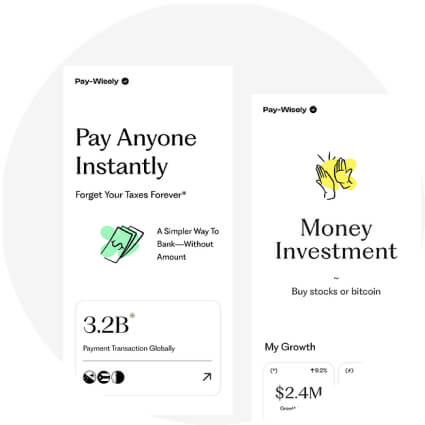 Pay-Wisely
Pay Anyone
Instantly
Forget Your Taxes Forever*
A Simpler Way To
Bank—Without
Amount
3.2B*
Payment Transaction Globally
Pay-Wisely
Money
Investment
~
Buy stocks or bitcoin
My Growth
(*) ↑9.2%
$2.4M